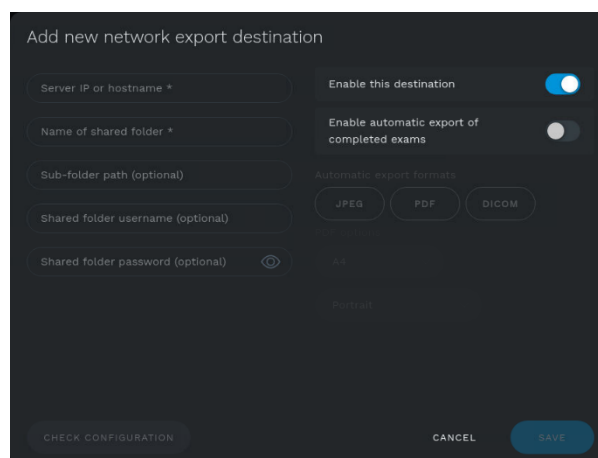 Add new network export destination
Server IP or hostname *
Name of shared folder *
Sub-folder path (optional)
Shared folder username (optional)
Shared folder password (optional)
Enable this destination
Enable automatic export of
completed exams
Automatic export formats
JPEG PDF DICOM
A4
Portrait
CHECK CONFIGURATION
CANCEL
SAVE